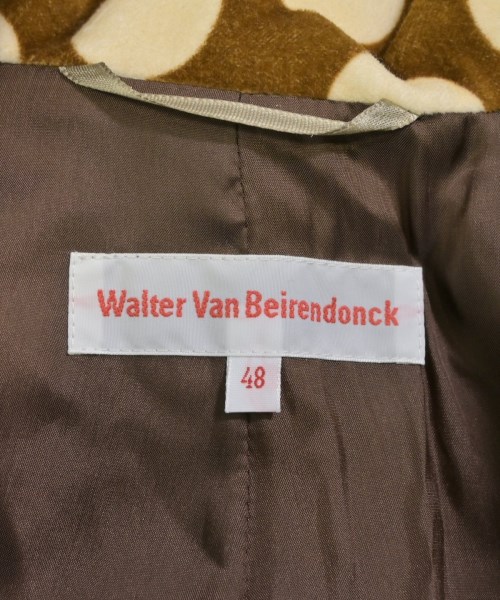 Walter Van Beirendonck
48